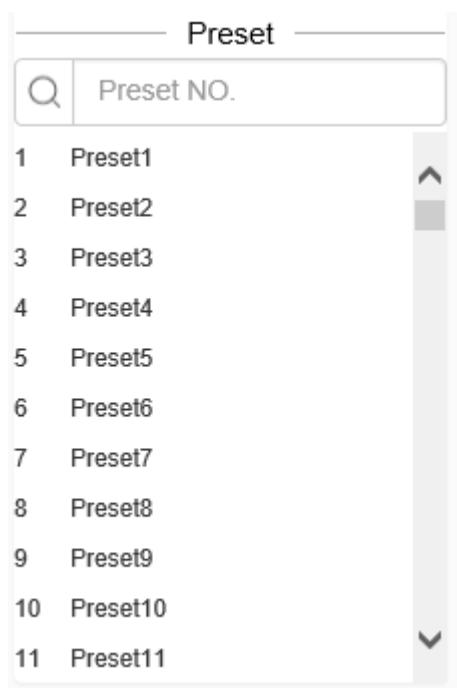 Preset
Preset NO.
1 Preset1
2 Preset2
3 Preset3
4 Preset4
5 Preset5
6 Preset6
7 Preset7
8 Preset8
9 Preset9
10 Preset10
11 Preset11